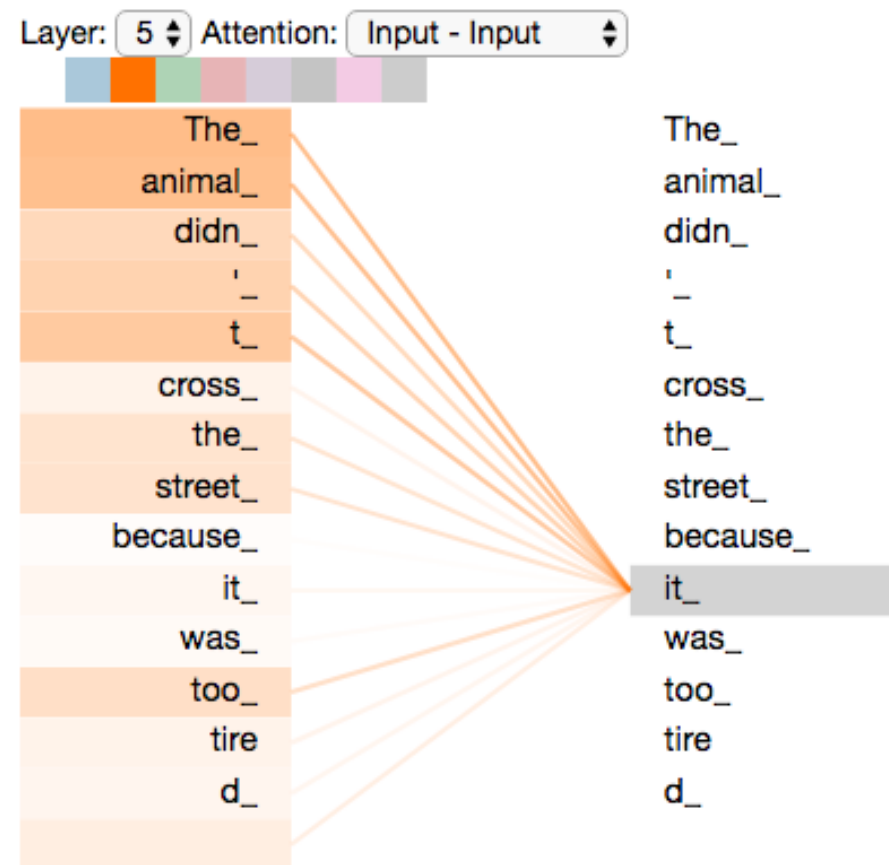 Layer: 5 Attention: Input - Input
The_ The_
animal_ animal_
didn_ didn_
'_ '_
t_ t_
cross_ cross_
the_ the_
street_ street_
because_ because_
it_ it_
was_ was_
too_ too_
tire tire
d_ d_